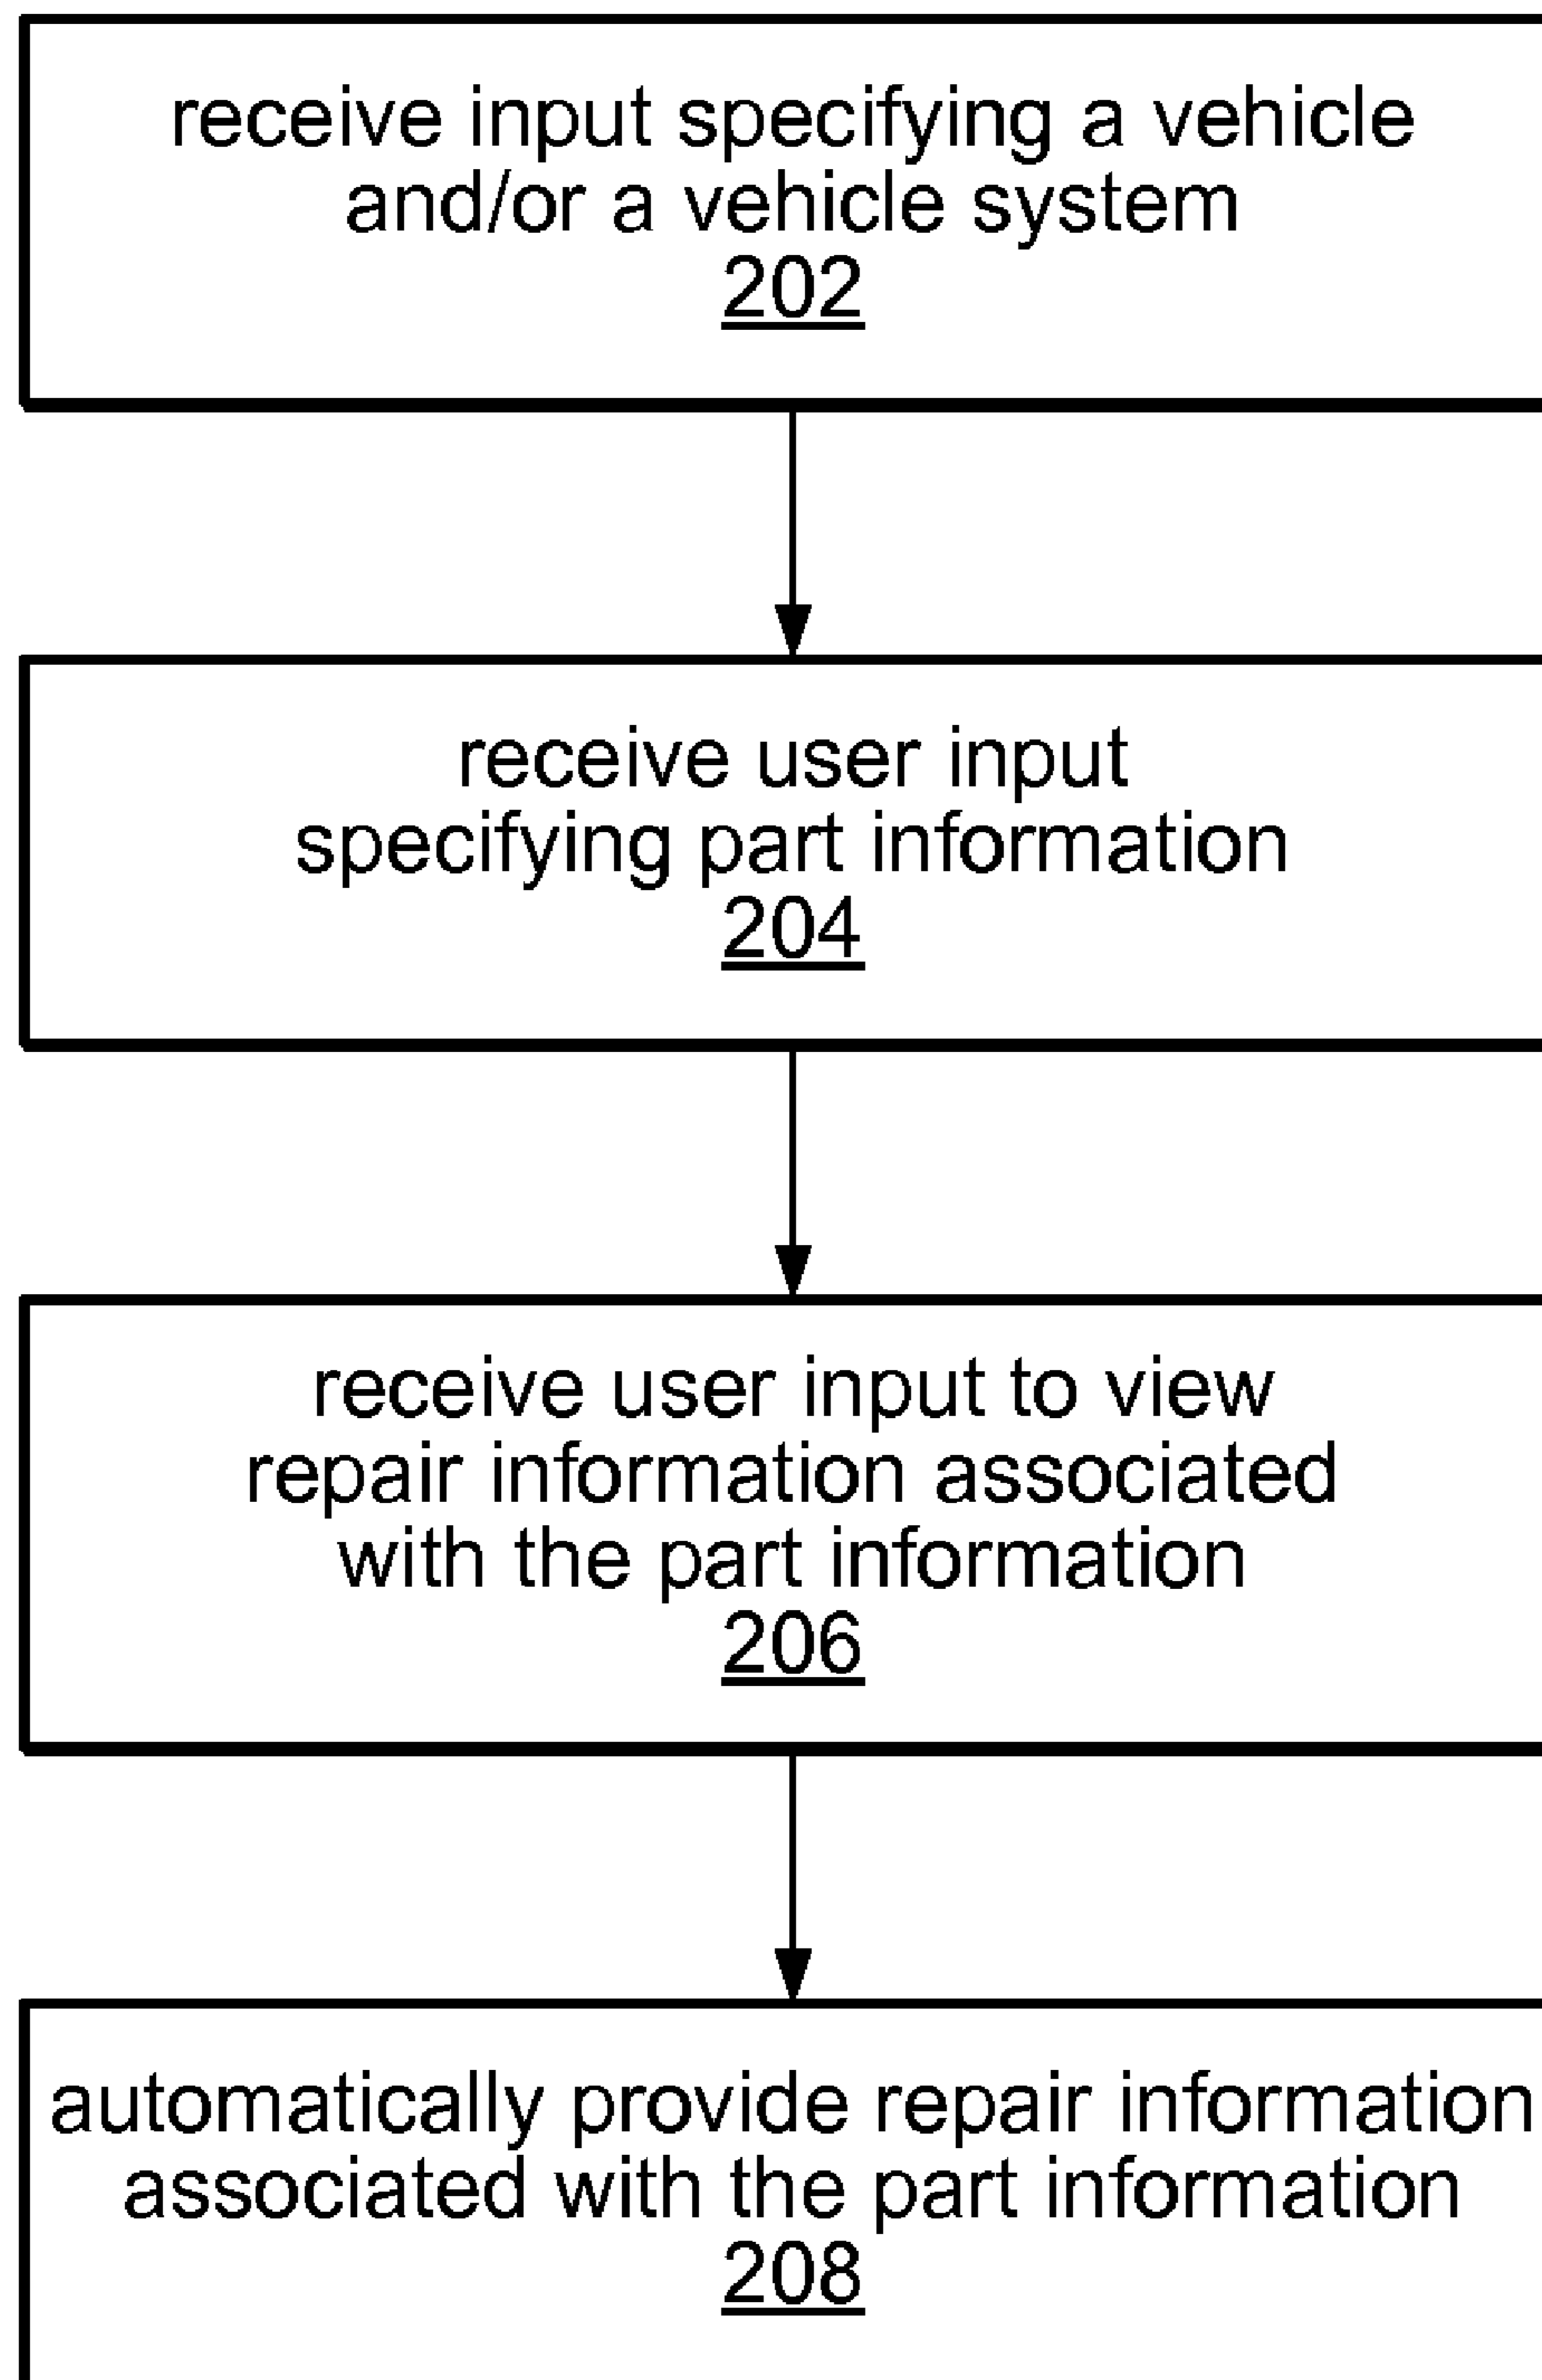 receive input specifying a vehicle
and/or a vehicle system
202
receive user input
specifying part information
204
receive user input to view
repair information associated
with the part information
206
automatically provide repair information
associated with the part information
208